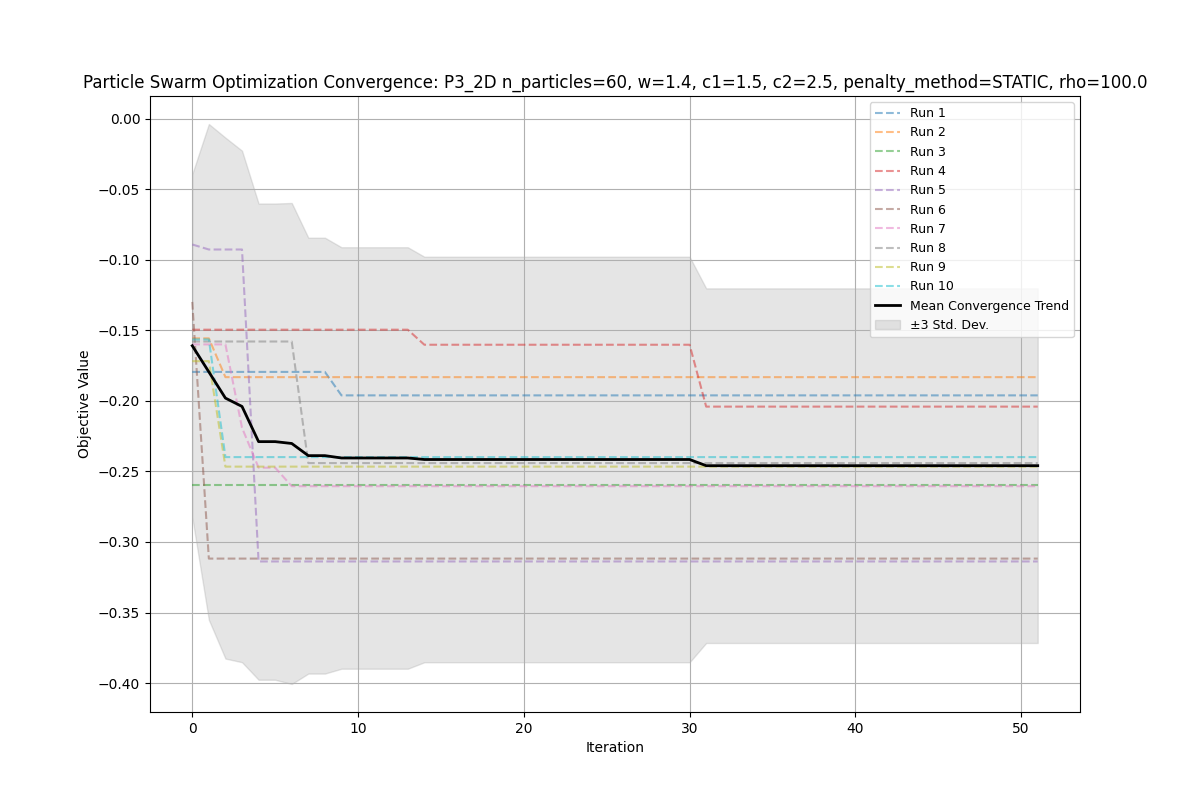 Particle Swarm Optimization Convergence: P3_2D n_particles=60, w=1.4, c1=1.5, c2=2.5, penalty_method=STATIC, rho=100.0
Objective Value
0.00
−0.05
−0.10
−0.15
−0.20
−0.25
−0.30
−0.35
−0.40
Run 1
Run 2
Run 3
Run 4
Run 5
Run 6
Run 7
Run 8
Run 9
Run 10
Mean Convergence Trend
±3 Std. Dev.
0 10 20 30 40 50
Iteration